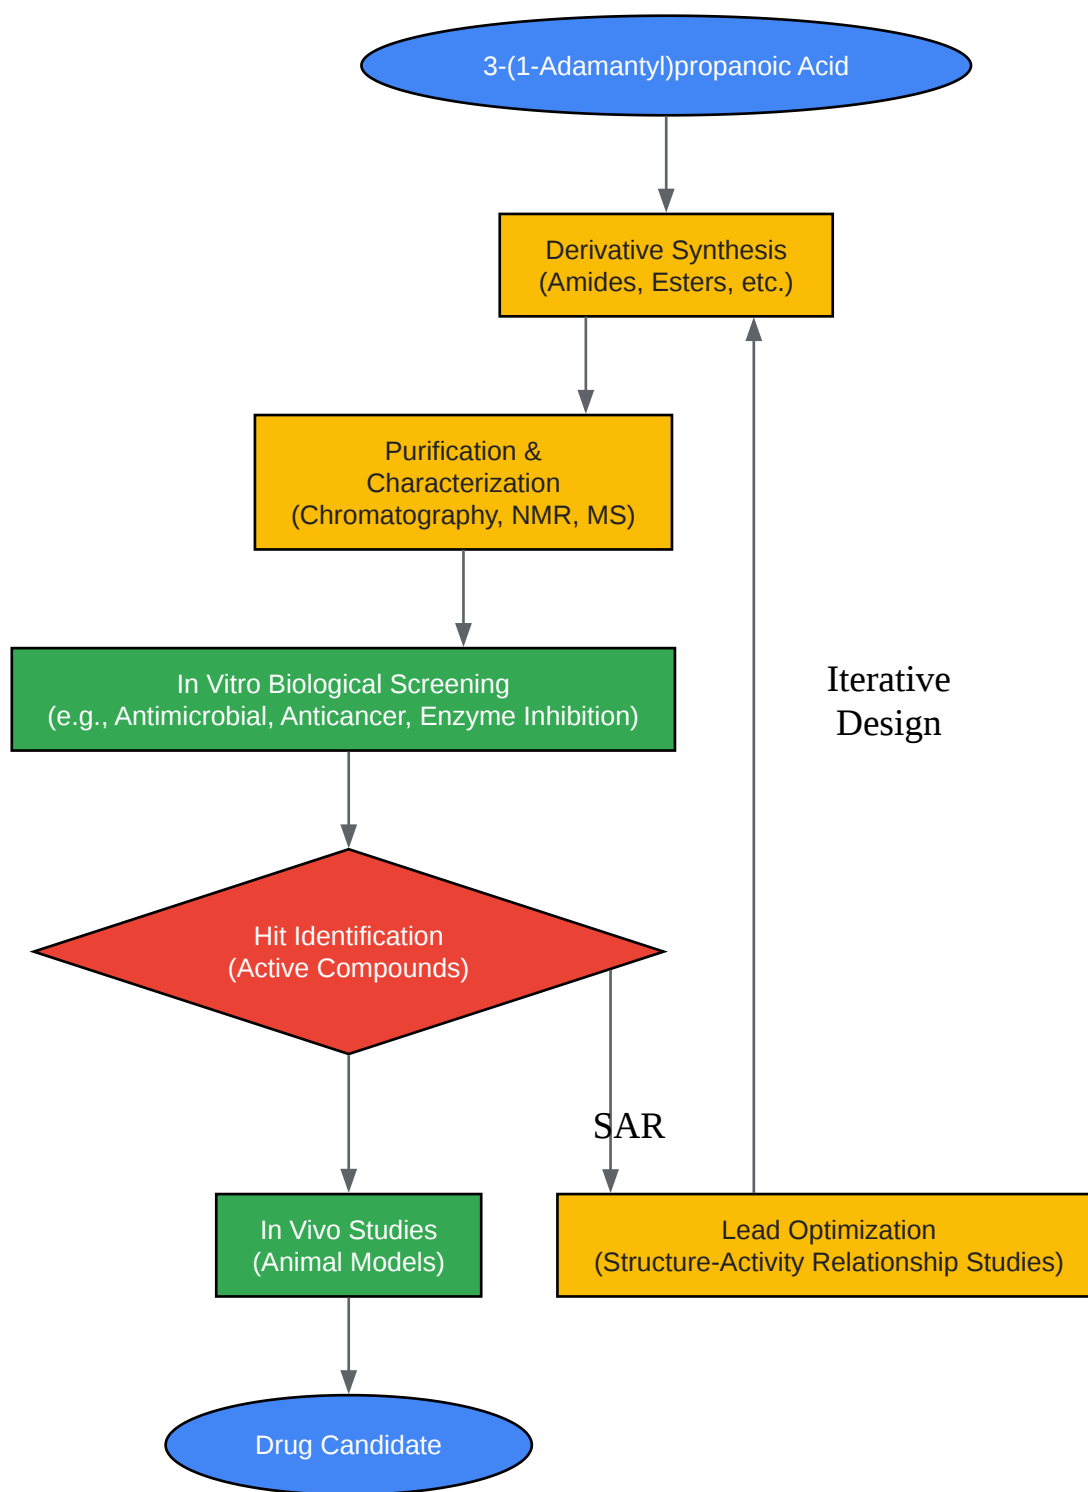 3-(1-Adamantyl)propanoic Acid
Derivative Synthesis
(Amides, Esters, etc.)
Purification &
Characterization
(Chromatography, NMR, MS)
In Vitro Biological Screening
(e.g., Antimicrobial, Anticancer, Enzyme Inhibition)
Iterative
Design
Hit Identification
(Active Compounds)
SAR
In Vivo Studies
(Animal Models)
Lead Optimization
(Structure-Activity Relationship Studies)
Drug Candidate